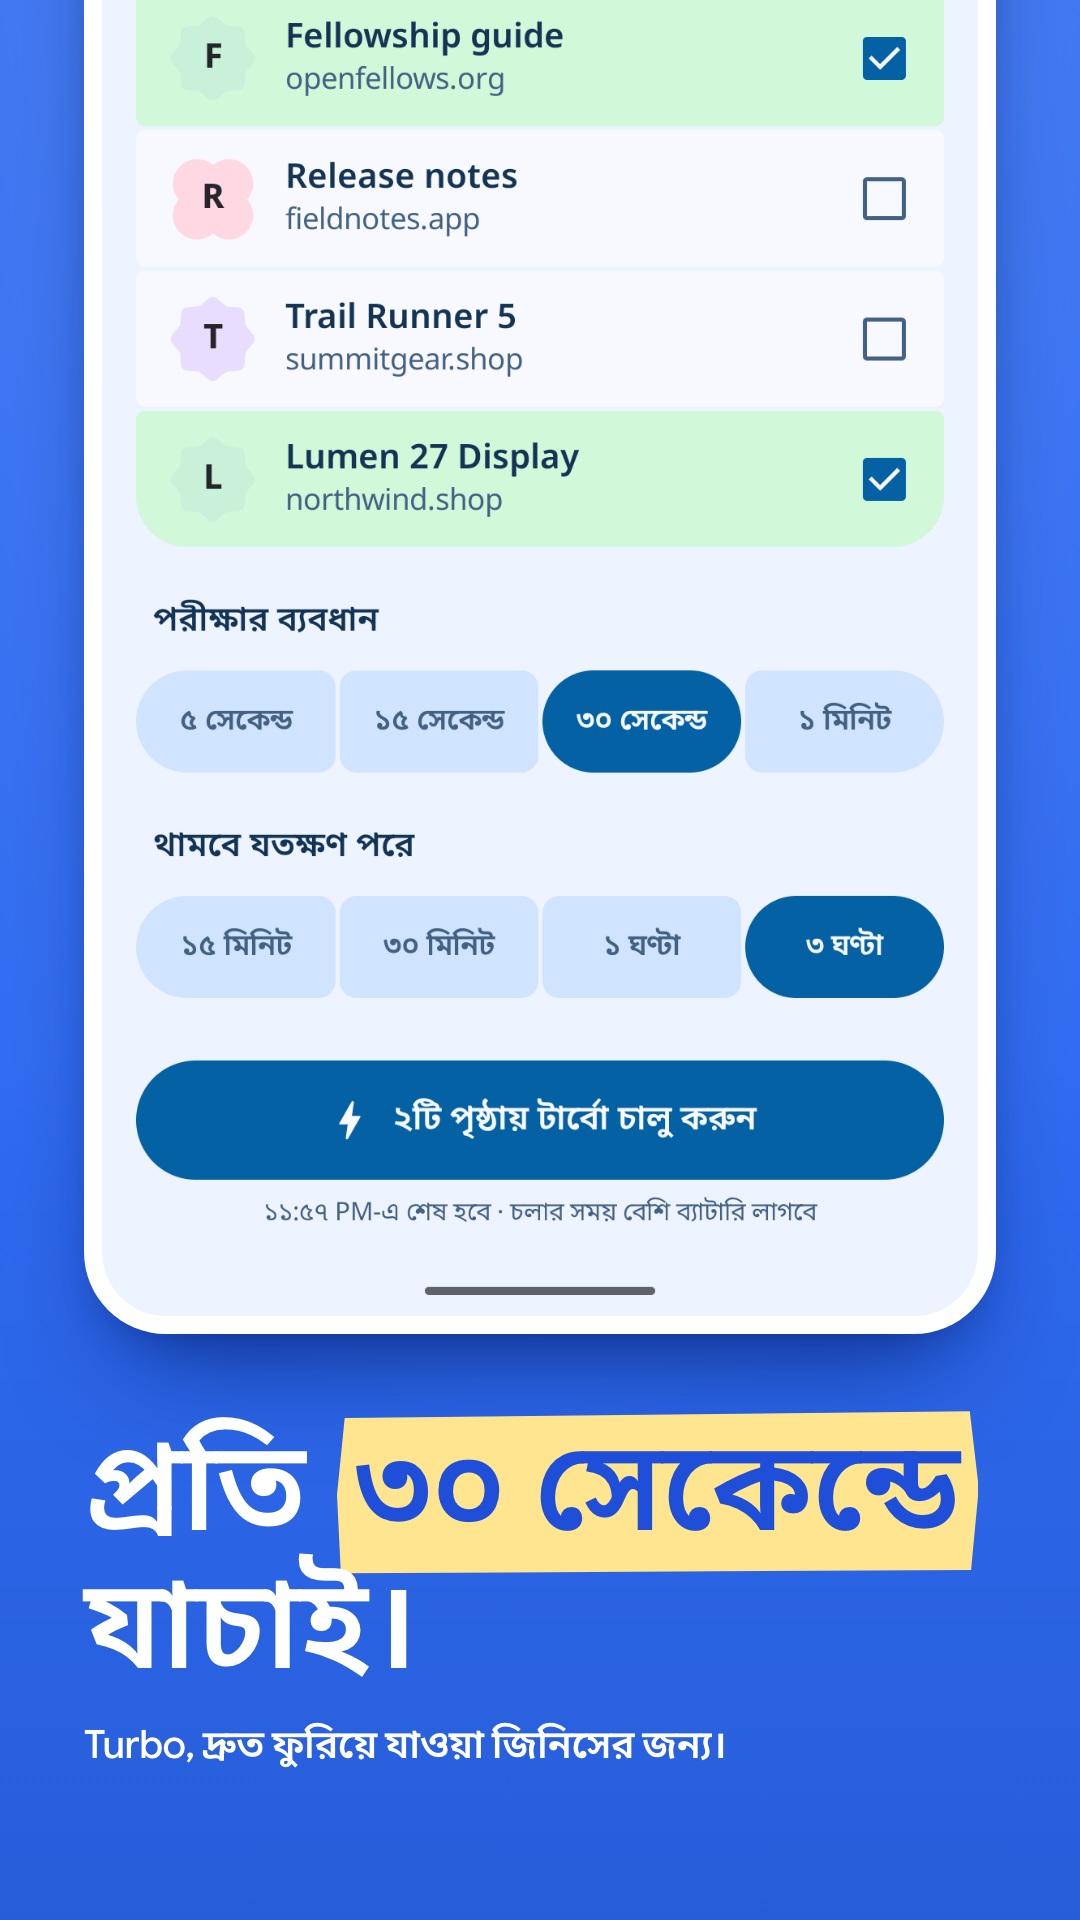 F
Fellowship guide
openfellows.org
R
Release notes
fieldnotes.app
T
Trail Runner 5
summitgear.shop
L
Lumen 27 Display
northwind.shop
পরীক্ষার ব্যবধান
৫ সেকেন্ড
১৫ সেকেন্ড
৩০ সেকেন্ড
১ মিনিট
থামবে যতক্ষণ পরে
১৫ মিনিট
৩০ মিনিট
১ ঘণ্টা
৩ ঘণ্টা
২টি পৃষ্ঠায় টার্বো চালু করুন
১১:৫৭ PM-এ শেষ হবে · চলার সময় বেশি ব্যাটারি লাগবে
প্রতি ৩০ সেকেন্ডে
যাচাই।
Turbo, দ্রুত ফুরিয়ে যাওয়া জিনিসের জন্য।